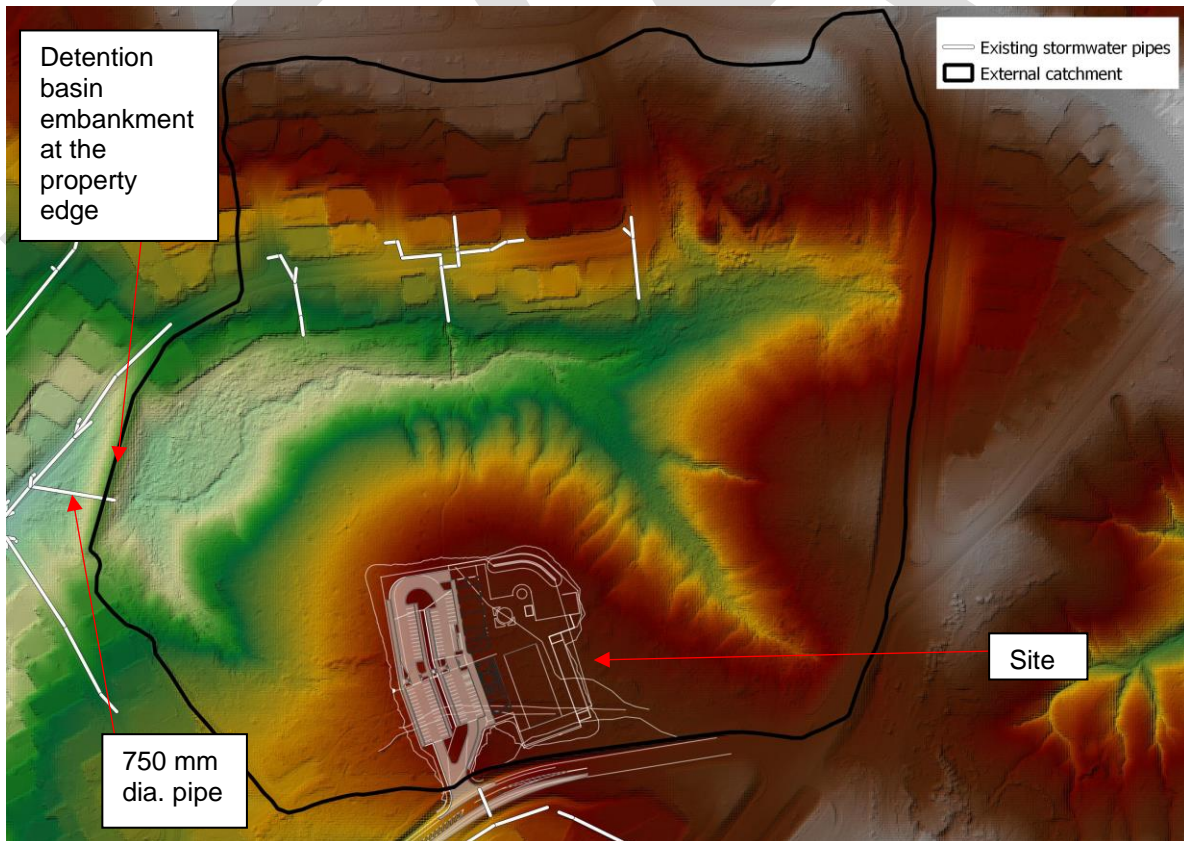 Detention
basin
embankment
at the
property
edge
Existing stormwater pipes
External catchment
Site
750 mm
dia. pipe